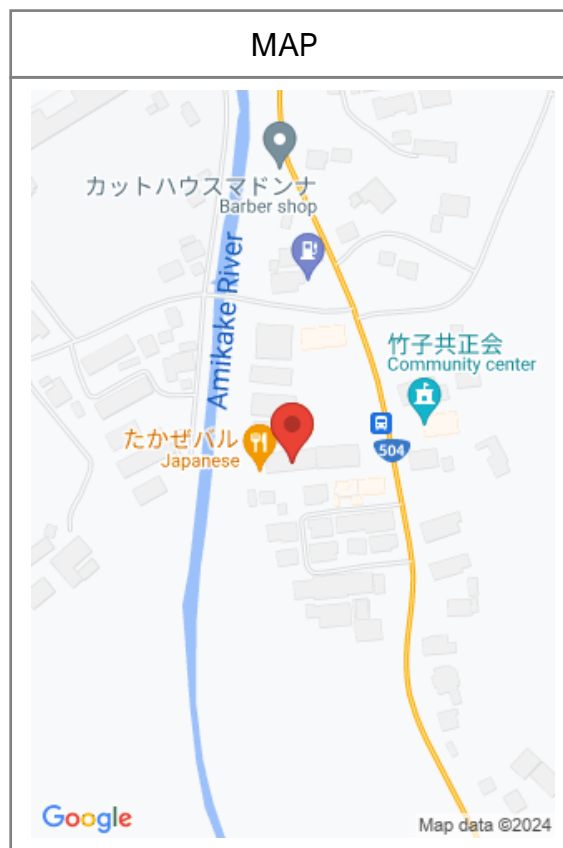 MAP
カットハウスマドンナ
Barber shop
Amikake River
竹子共正会
Community center
たかぜバル
Japanese
504
Google
Map data ©2024